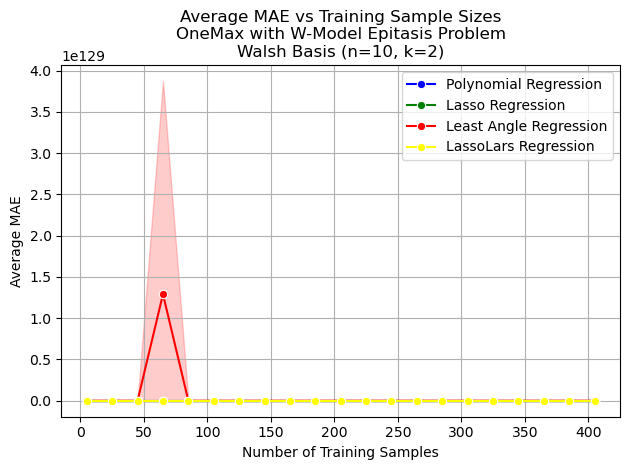 Average MAE vs Training Sample Sizes
OneMax with W-Model Epitasis Problem
Walsh Basis (n=10, k=2)
1e129
4.0
3.5
3.0
2.5
2.0
1.5
1.0
0.5
0.0
Average MAE
Polynomial Regression
Lasso Regression
Least Angle Regression
LassoLars Regression
0 50 100 150 200 250 300 350 400
Number of Training Samples